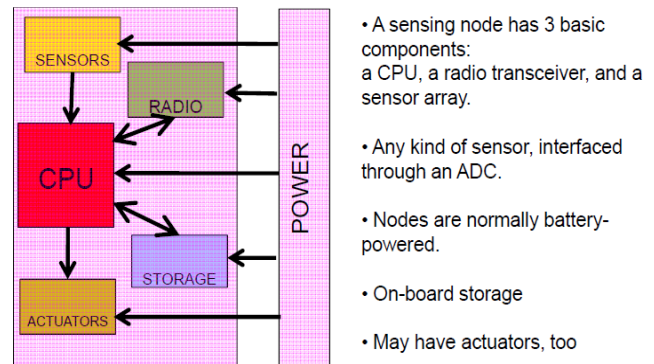 SENSORS
RADIO
CPU
STORAGE
ACTUATORS
POWER
• A sensing node has 3 basic
components:
a CPU, a radio transceiver, and a
sensor array.
• Any kind of sensor, interfaced
through an ADC.
• Nodes are normally battery-
powered.
• On-board storage
• May have actuators, too